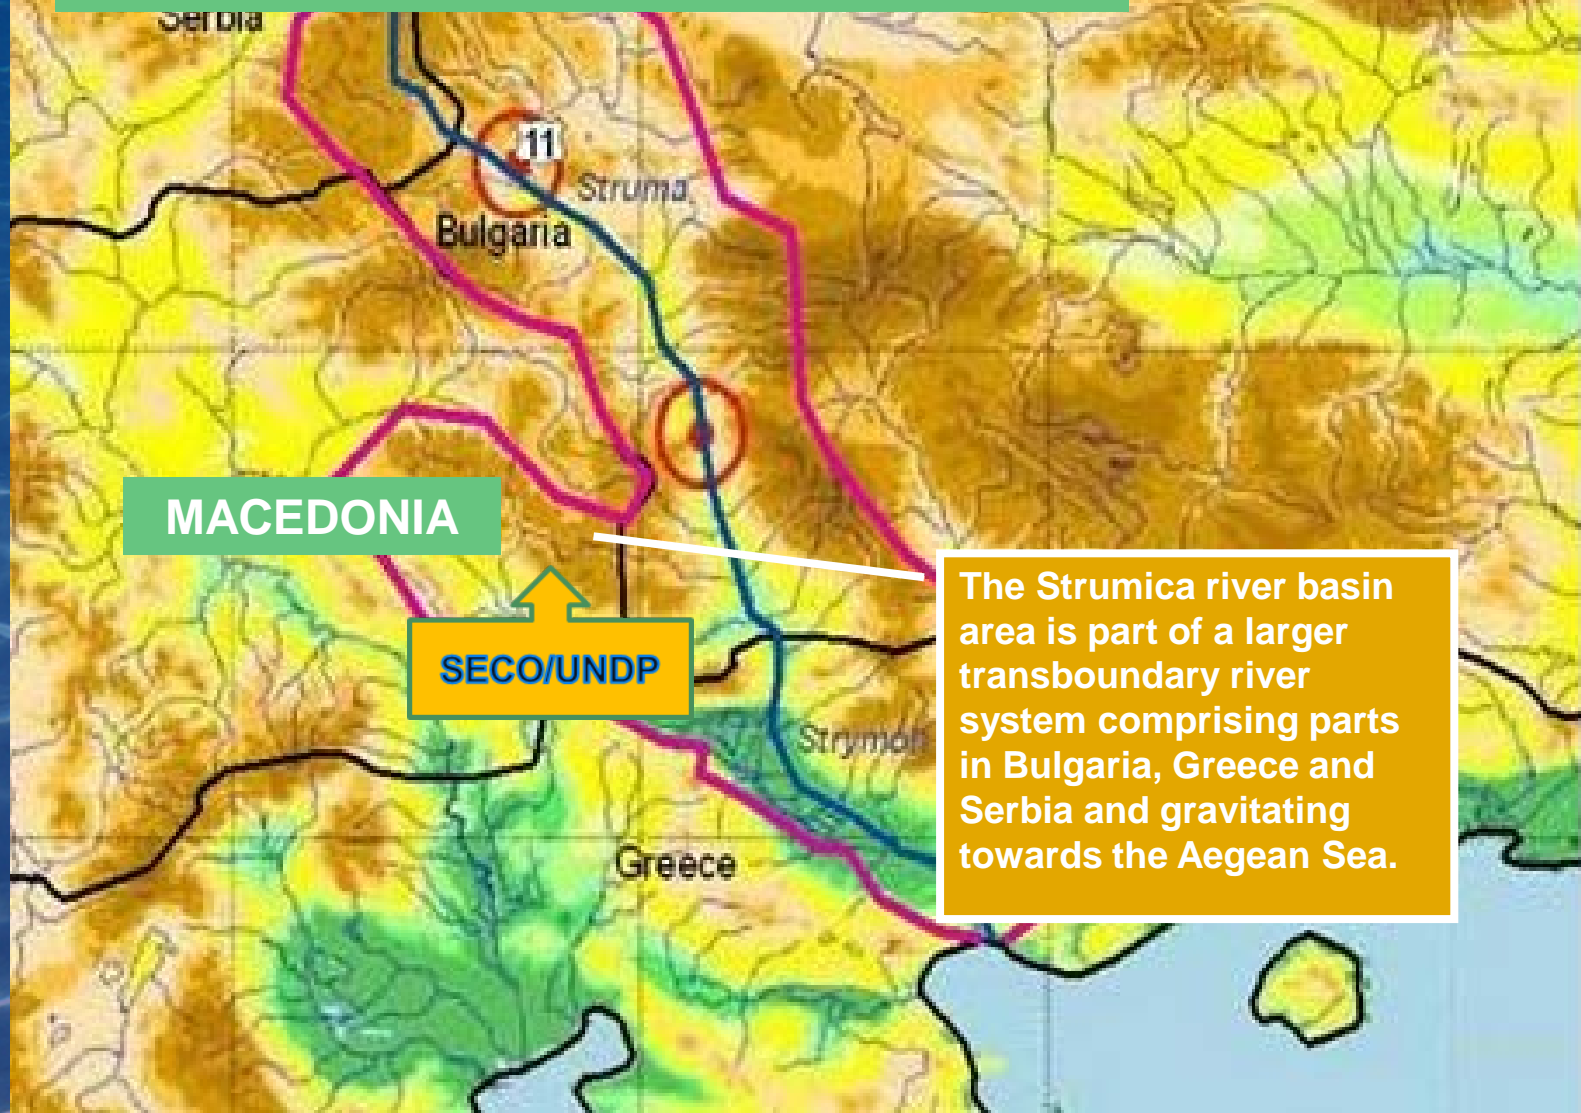 Serbia
11
Struma
Bulgaria
MACEDONIA
SECO/UNDP
The Strumica river basin
area is part of a larger
transboundary river
system comprising parts
in Bulgaria, Greece and
Serbia and gravitating
towards the Aegean Sea.
Strymon
Greece